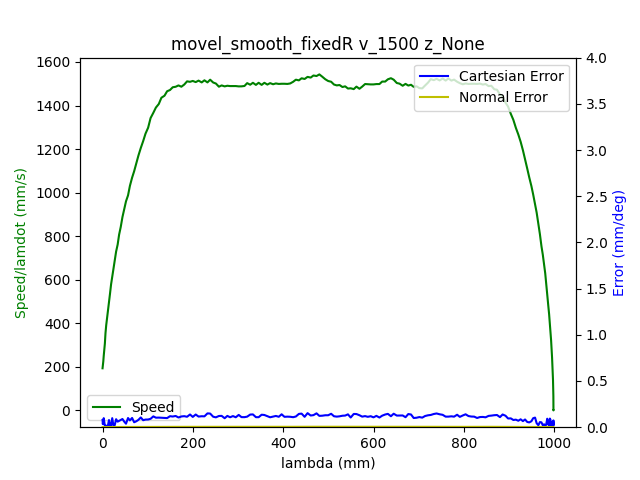 movel_smooth_fixedR v_1500 z_None
Cartesian Error
Normal Error
Speed
Speed/lamdot (mm/s)
1600
1400
1200
1000
800
600
400
200
0
4.0
3.5
3.0
2.5
2.0
1.5
1.0
0.5
0.0
Error (mm/deg)
0 200 400 600 800 1000
lambda (mm)